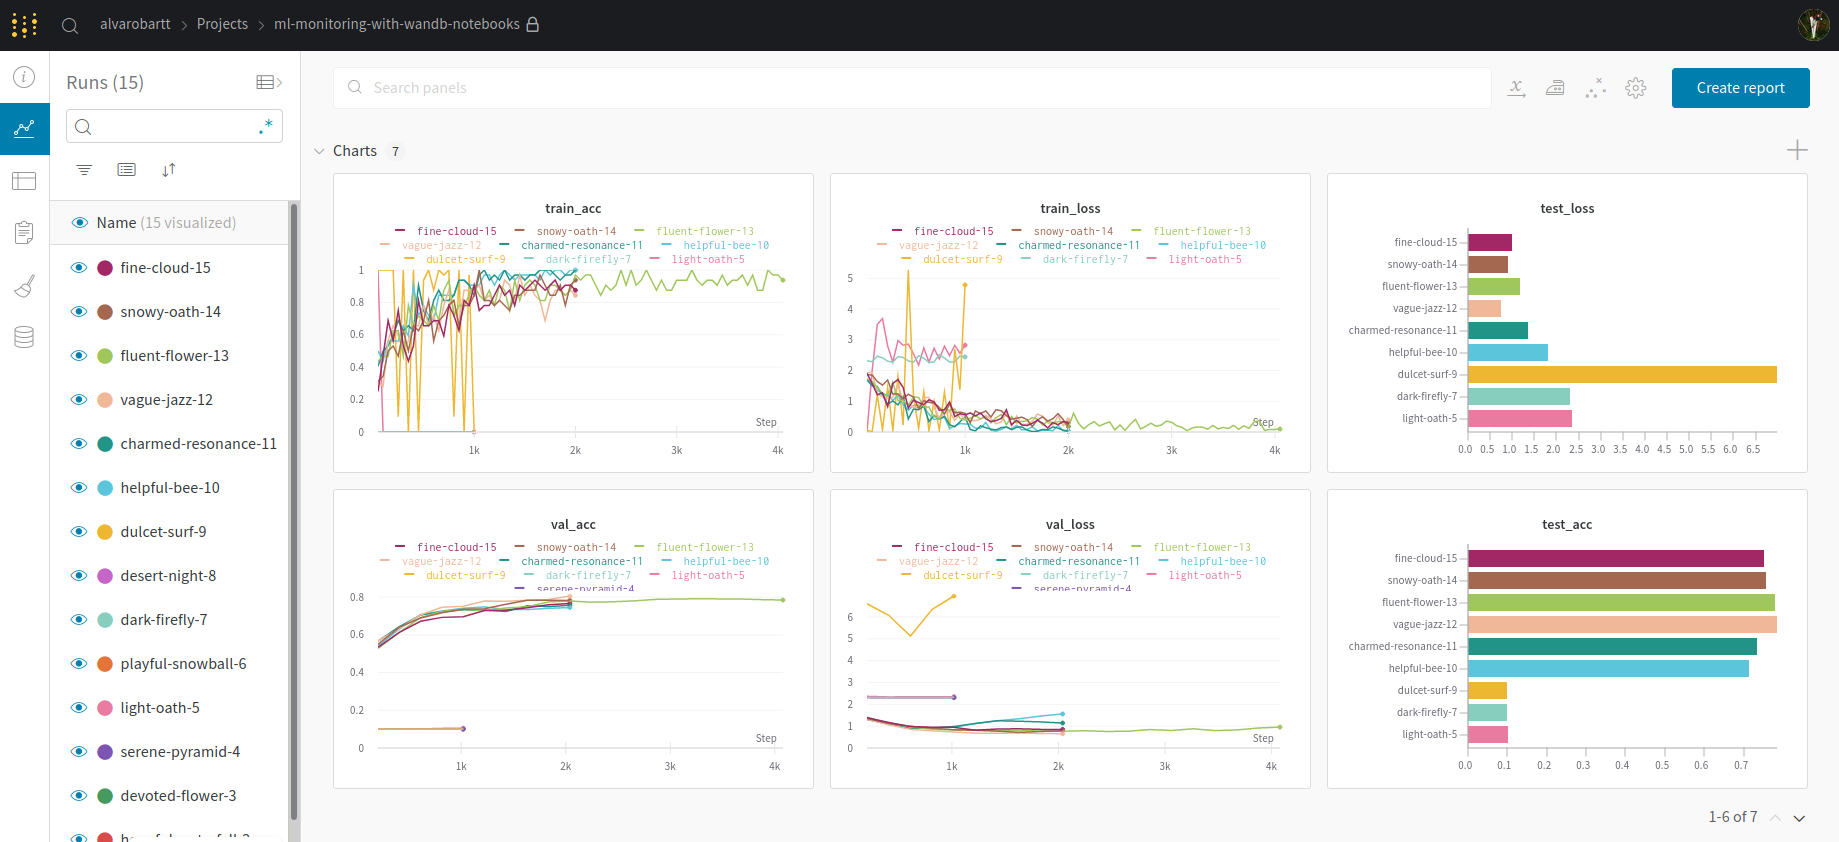 alvarobartt > Projects > ml-monitoring-with-wandb-notebooks
Runs (15)
.*
Name (15 visualized)
fine-cloud-15
snowy-oath-14
fluent-flower-13
vague-jazz-12
charmed-resonance-11
helpful-bee-10
dulcet-surf-9
desert-night-8
dark-firefly-7
playful-snowball-6
light-oath-5
serene-pyramid-4
devoted-flower-3
Search panels
Create report
Charts 7
train_acc
fine-cloud-15 snowy-oath-14 fluent-flower-13
vague-jazz-12 charmed-resonance-11 helpful-bee-10
dulcet-surf-9 dark-firefly-7 light-oath-5
1
0.8
0.6
0.4
0.2
0
Step
1k 2k 3k 4k
train_loss
fine-cloud-15 snowy-oath-14 fluent-flower-13
vague-jazz-12 charmed-resonance-11 helpful-bee-10
dulcet-surf-9 dark-firefly-7 light-oath-5
5
4
3
2
1
0
Step
1k 2k 3k 4k
test_loss
fine-cloud-15
snowy-oath-14
fluent-flower-13
vague-jazz-12
charmed-resonance-11
helpful-bee-10
dulcet-surf-9
dark-firefly-7
light-oath-5
0.0 0.5 1.0 1.5 2.0 2.5 3.0 3.5 4.0 4.5 5.0 5.5 6.0 6.5
val_acc
fine-cloud-15 snowy-oath-14 fluent-flower-13
vague-jazz-12 charmed-resonance-11 helpful-bee-10
dulcet-surf-9 dark-firefly-7 light-oath-5
serene-pyramid-4
0.8
0.6
0.4
0.2
0
Step
1k 2k 3k 4k
val_loss
fine-cloud-15 snowy-oath-14 fluent-flower-13
vague-jazz-12 charmed-resonance-11 helpful-bee-10
dulcet-surf-9 dark-firefly-7 light-oath-5
serene-pyramid-4
6
5
4
3
2
1
0
Step
1k 2k 3k 4k
test_acc
fine-cloud-15
snowy-oath-14
fluent-flower-13
vague-jazz-12
charmed-resonance-11
helpful-bee-10
dulcet-surf-9
dark-firefly-7
light-oath-5
0.0 0.1 0.2 0.3 0.4 0.5 0.6 0.7
1-6 of 7